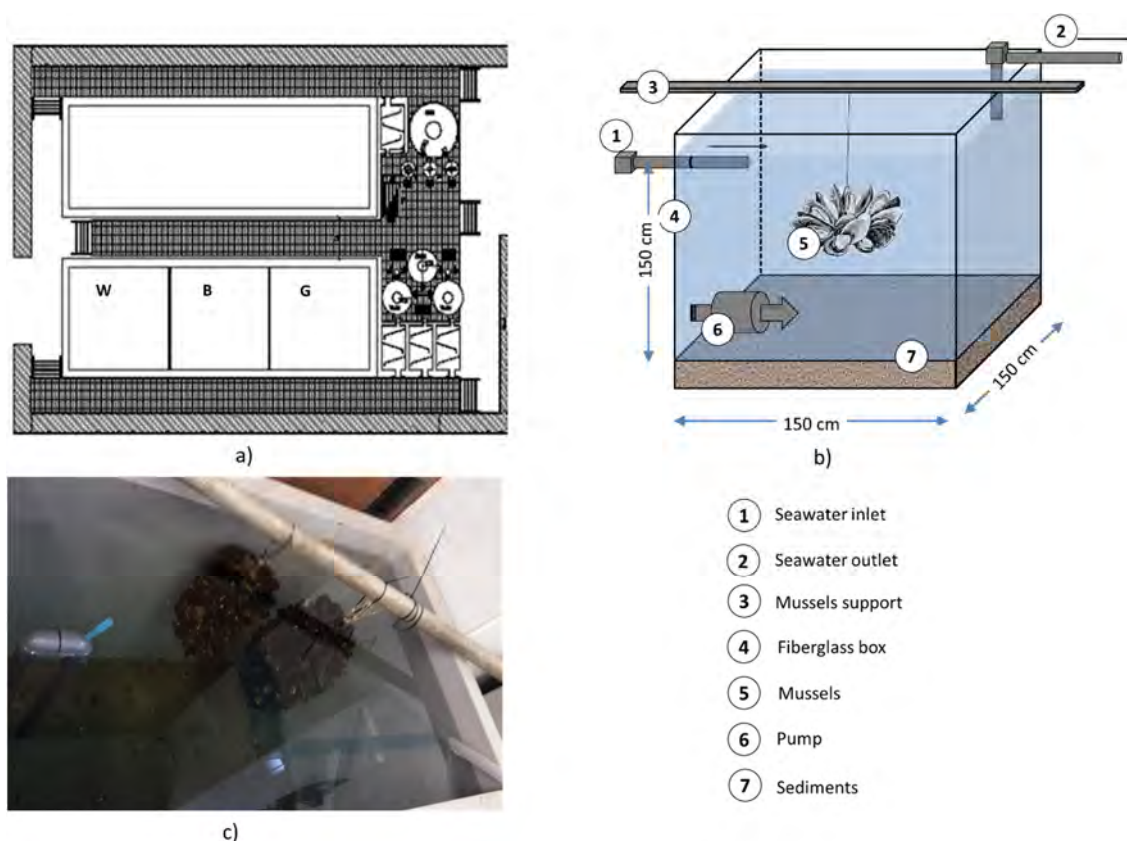 W B G
a)
1
2
3
4
5
6
7
150 cm
150 cm
150 cm
b)
c)
1 Seawater inlet
2 Seawater outlet
3 Mussels support
4 Fiberglass box
5 Mussels
6 Pump
7 Sediments